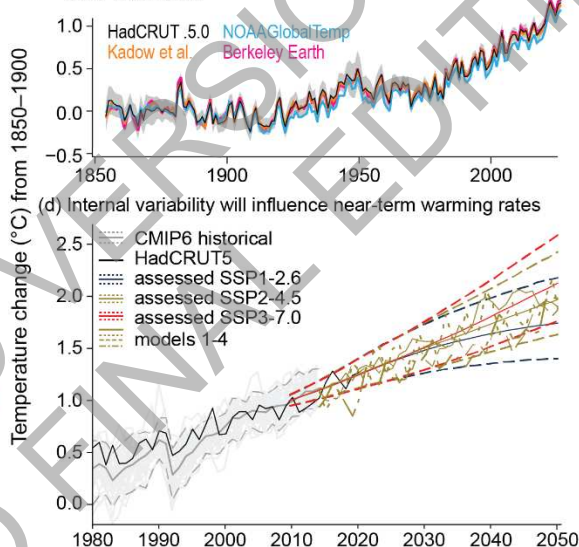 1.0
HadCRUT .5.0 NOAAGlobalTemp
Kadow et al. Berkeley Earth
0.5
0.0
−0.5
1850 1900 1950 2000
Temperature change (°C) from 1850–1900
(d) Internal variability will influence near-term warming rates
2.5
CMIP6 historical
HadCRUT5
assessed SSP1-2.6
2.0
assessed SSP2-4.5
assessed SSP3-7.0
models 1-4
1.5
1.0
0.5
0.0
1980 1990 2000 2010 2020 2030 2040 2050